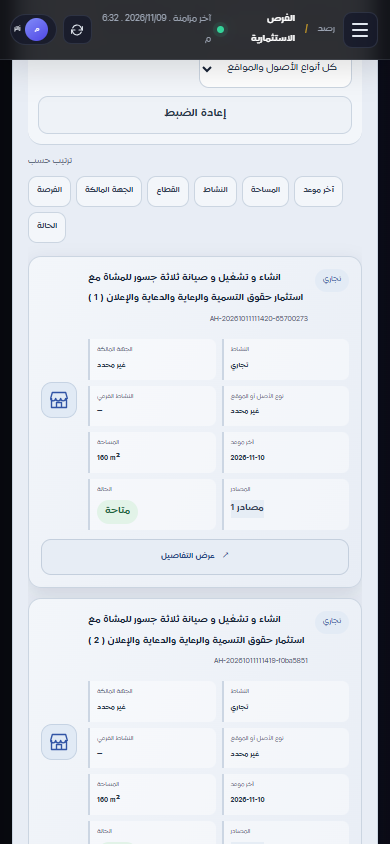 رصد / الفرص الاستثمارية
آخر مزامنة . 2026/11/09 . 6:32 م
م
كل أنواع الأصول والمواقع
إعادة الضبط
ترتيب حسب
آخر موعد
المساحة
النشاط
القطاع
الجهة المالكة
الفرصة
الحالة
تجاري
انشاء و تشغيل و صيانة ثلاثة جسور للمشاة مع
استثمار حقوق التسمية والرعاية والدعاية والإعلان ( 1 )
AH-20261011111420-65700273
النشاط
تجاري
الجهة المالكة
غير محدد
نوع الأصل أو الموقع
غير محدد
النشاط الفرعي
—
آخر موعد
2026-11-10
المساحة
160 m²
المصادر
1 مصادر
الحالة
متاحة
عرض التفاصيل ↗
تجاري
انشاء و تشغيل و صيانة ثلاثة جسور للمشاة مع
استثمار حقوق التسمية والرعاية والدعاية والإعلان ( 2 )
AH-20261011111419-f0ba5851
النشاط
تجاري
الجهة المالكة
غير محدد
نوع الأصل أو الموقع
غير محدد
النشاط الفرعي
—
آخر موعد
2026-11-10
المساحة
160 m²
المصادر
الحالة